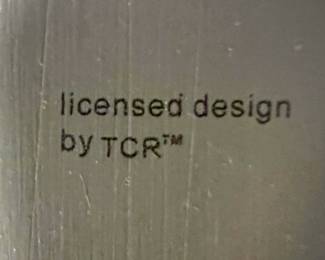 licensed design
by TCR™